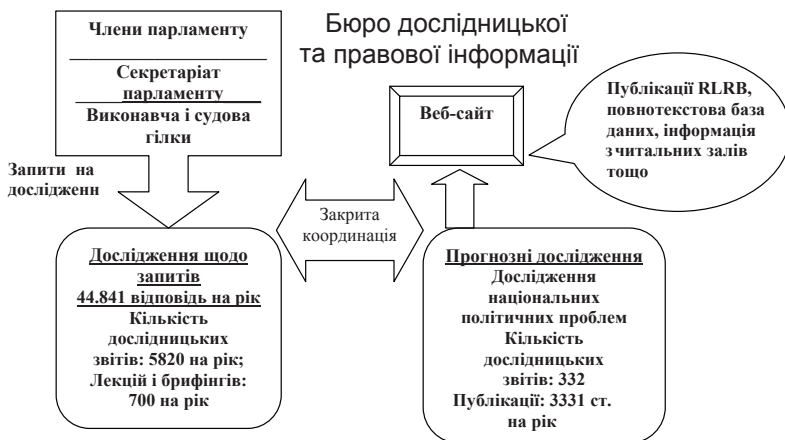 Бюро дослідницької
та правової інформації
Члени парламенту
Секретаріат
парламенту
Виконавча і судова
гілки
Веб-сайт
Публікації RLRB,
повнотекстова база
даних, інформація
з читальних залів
тощо
Запити на
дослідженн
Закрита
координація
Дослідження щодо
запитів
44.841 відповідь на рік
Кількість
дослідницьких
звітів: 5820 на рік;
Лекцій і брифінгів:
700 на рік
Прогнозні дослідження
Дослідження
національних
політичних проблем
Кількість
дослідницьких
звітів: 332
Публікації: 3331 ст.
на рік